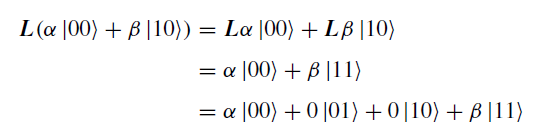 L(α |00⟩ + β |10⟩) = Lα |00⟩ + Lβ |10⟩
= α |00⟩ + β |11⟩
= α |00⟩ + 0 |01⟩ + 0 |10⟩ + β |11⟩